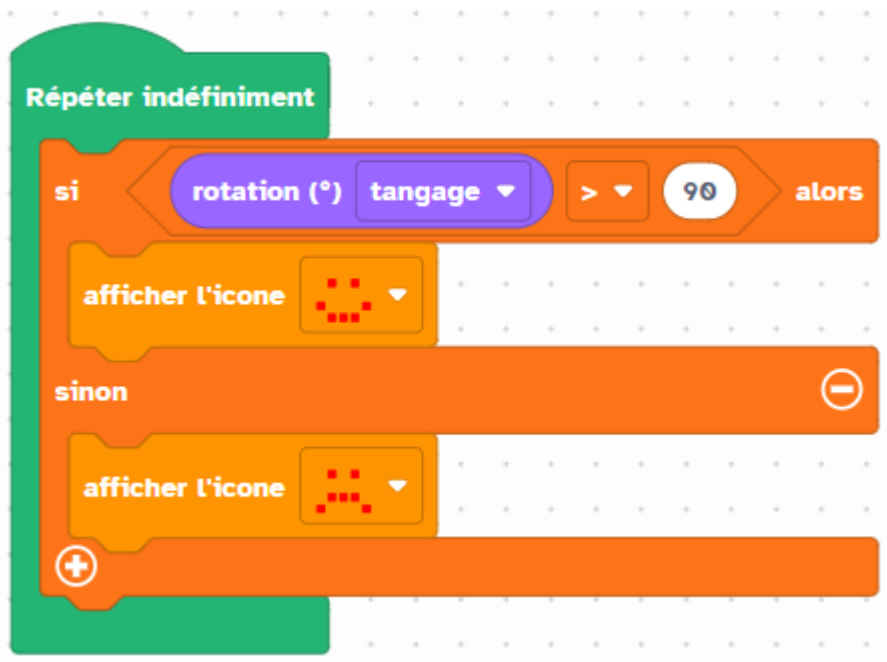 Répéter indéfiniment
si rotation (°) tangage > 90 alors
afficher l'icone
sinon
afficher l'icone